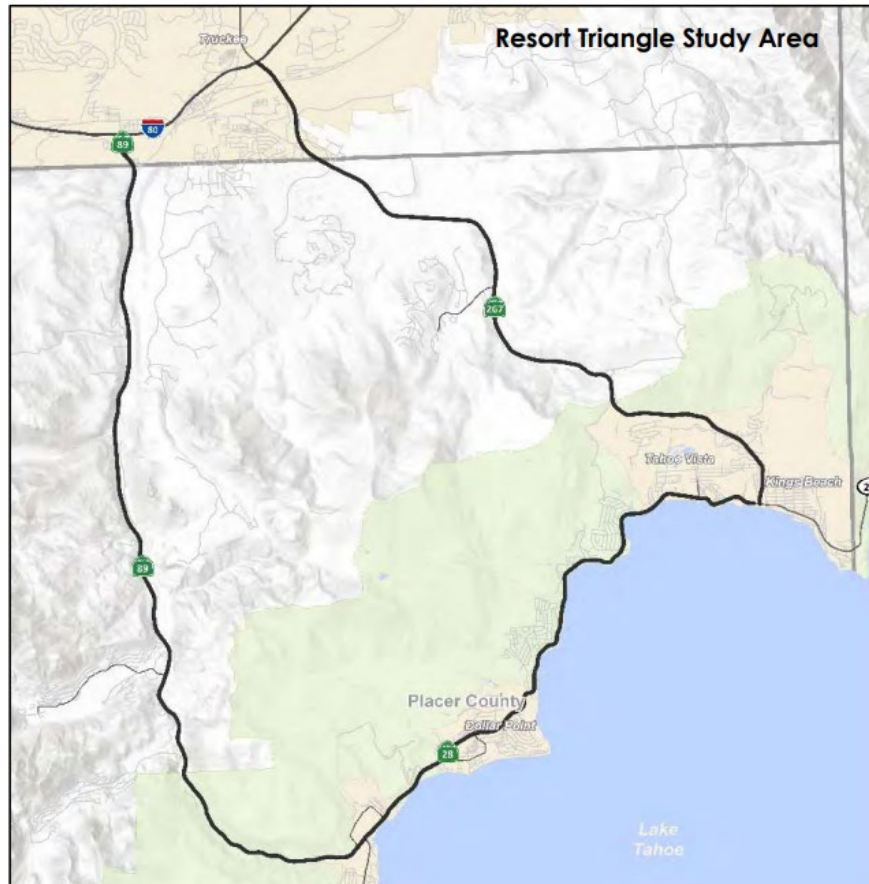 Resort Triangle Study Area
Truckee
80
89
267
Tahoe Vista
Kings Beach
2
89
Placer County
Dollar Point
28
Lake
Tahoe